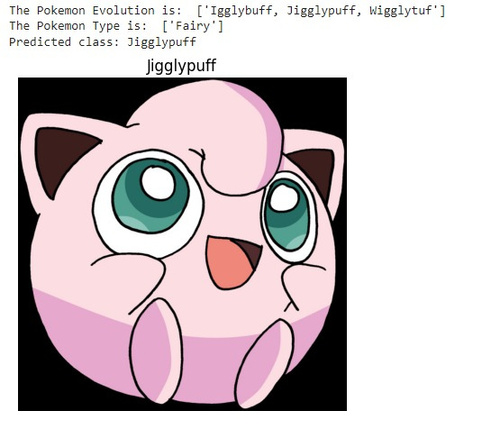 The Pokemon Evolution is:  ['Igglybuff, Jigglypuff, Wigglytuf']
The Pokemon Type is:  ['Fairy']
Predicted class: Jigglypuff
Jigglypuff